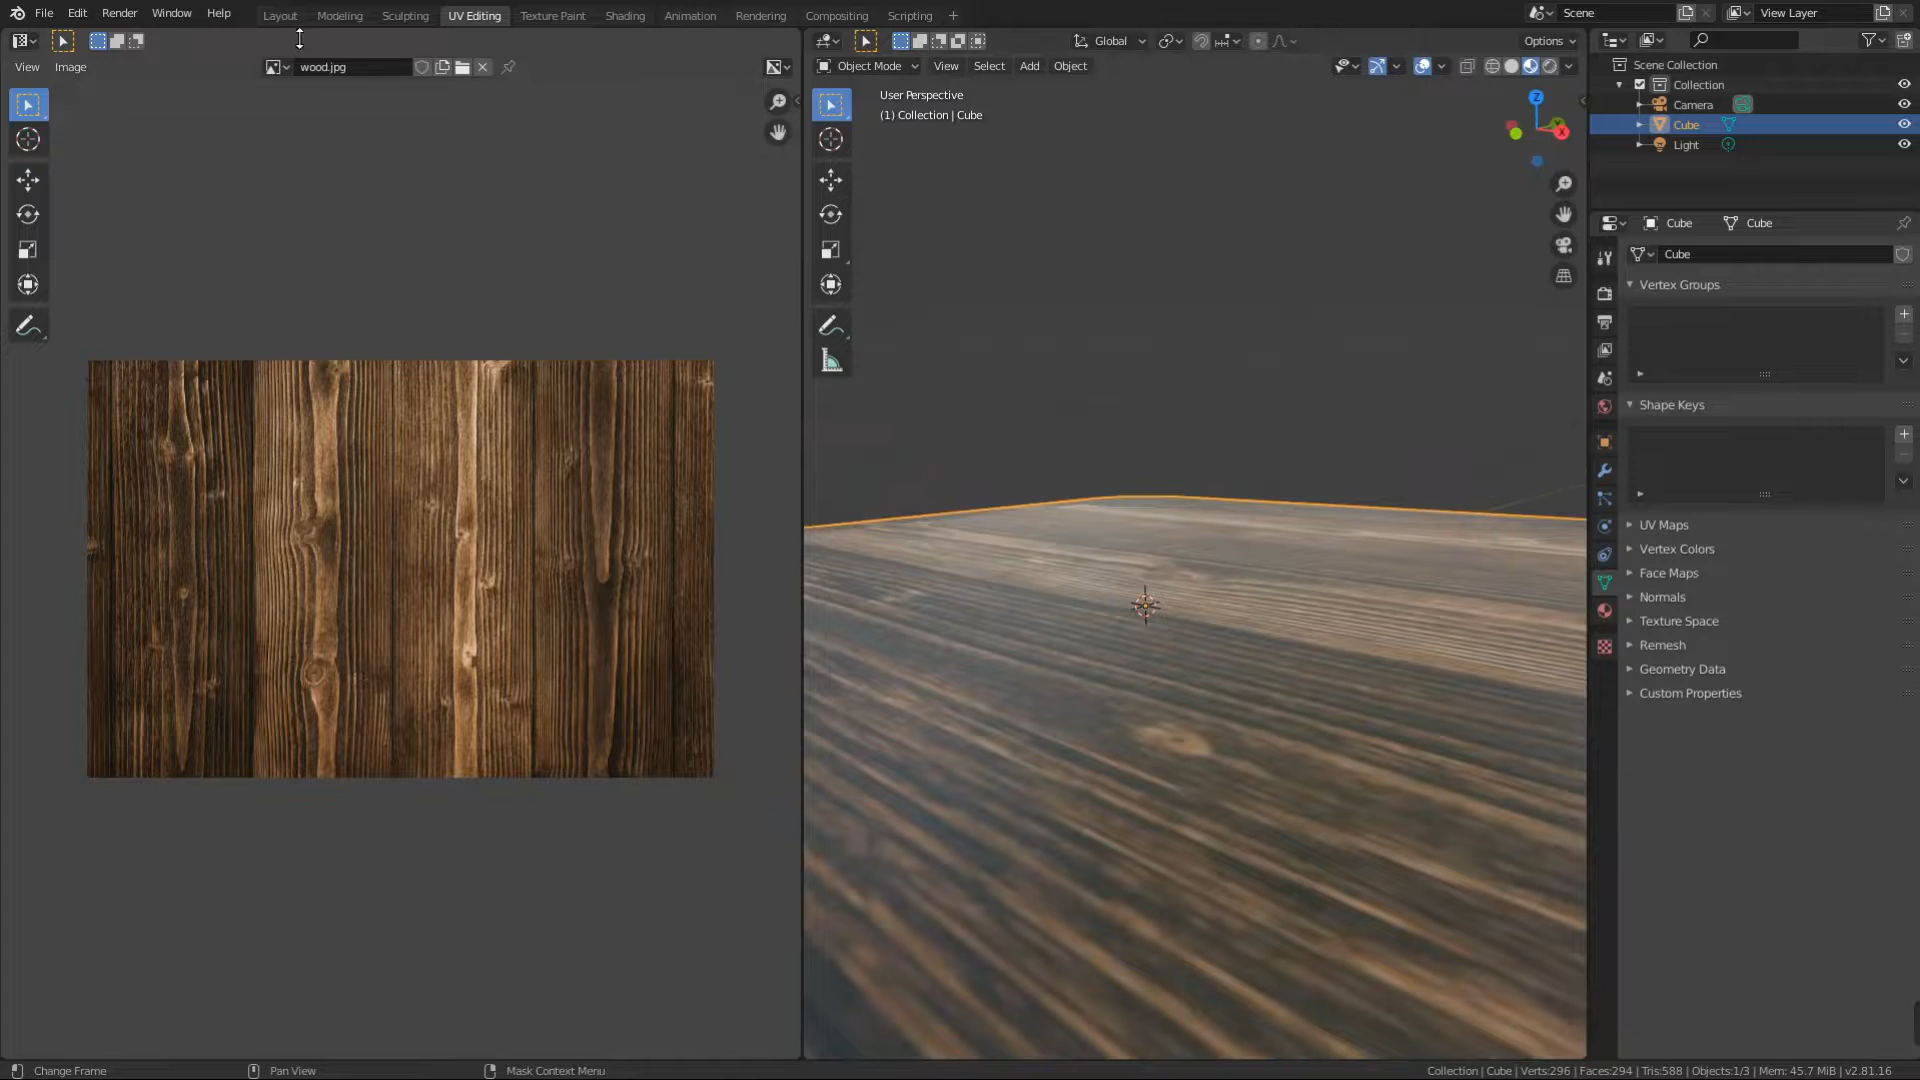 File Edit Render Window Help Layout Modeling Sculpting UV Editing Texture Paint Shading Animation Rendering Compositing Scripting + Scene View Layer
Global Options
View Image wood.jpg Object Mode View Select Add Object
User Perspective
(1) Collection | Cube
Z
Y
X
Scene Collection
Collection
Camera
Cube
Light
Cube Cube
Cube
Vertex Groups
Shape Keys
UV Maps
Vertex Colors
Face Maps
Normals
Texture Space
Remesh
Geometry Data
Custom Properties
Change Frame Pan View Mask Context Menu Collection | Cube | Verts:296 | Faces:294 | Tris:588 | Objects:1/3 | Mem: 45.7 MiB | v2.81.16